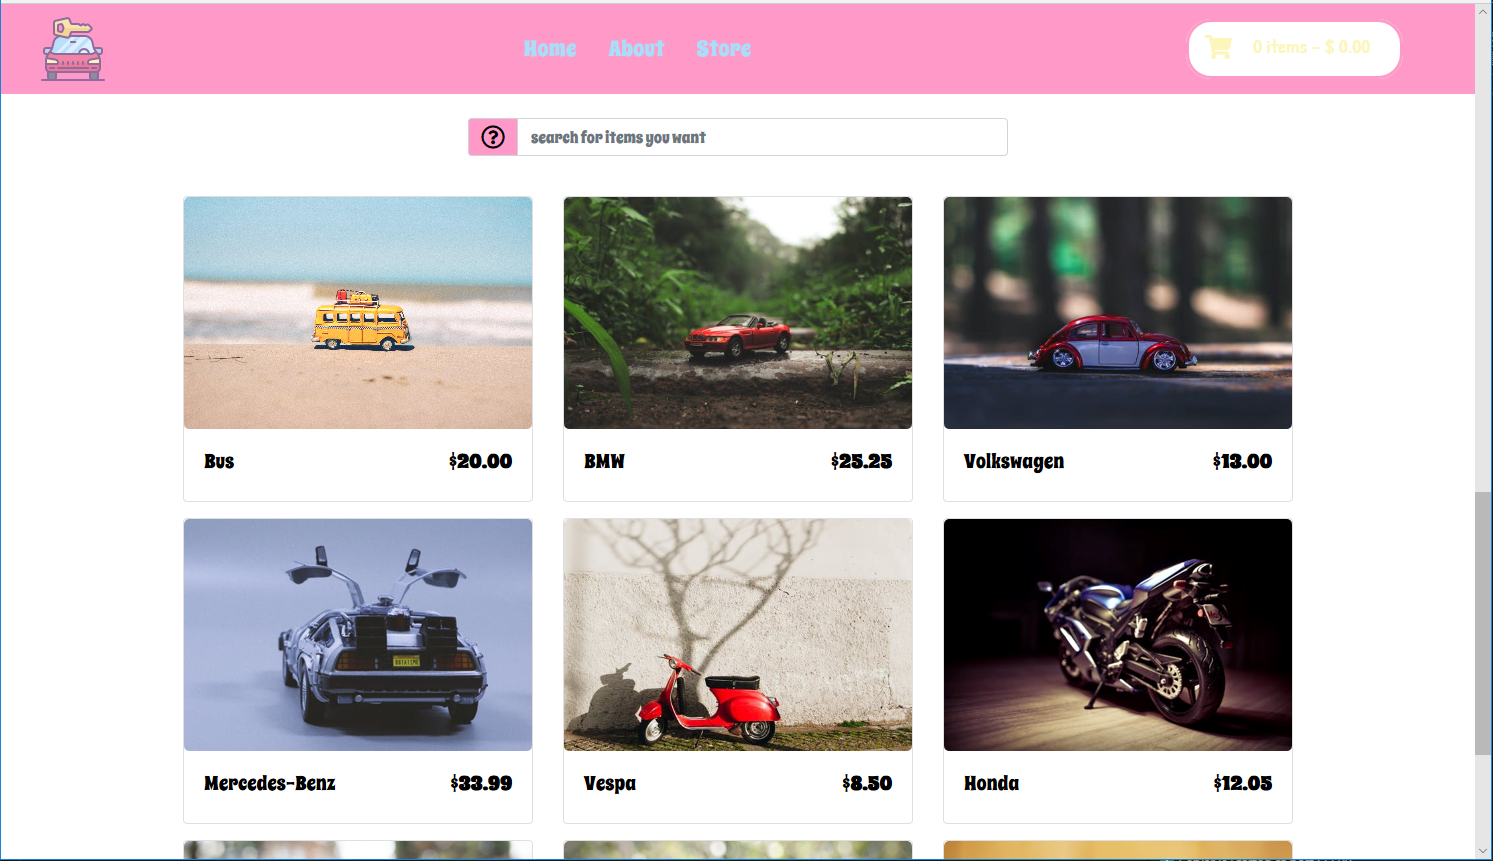 Home About Store
0 items - $ 0.00
search for items you want
Bus $20.00
BMW $25.25
Volkswagen $13.00
Mercedes-Benz $33.99
Vespa $8.50
Honda $12.05